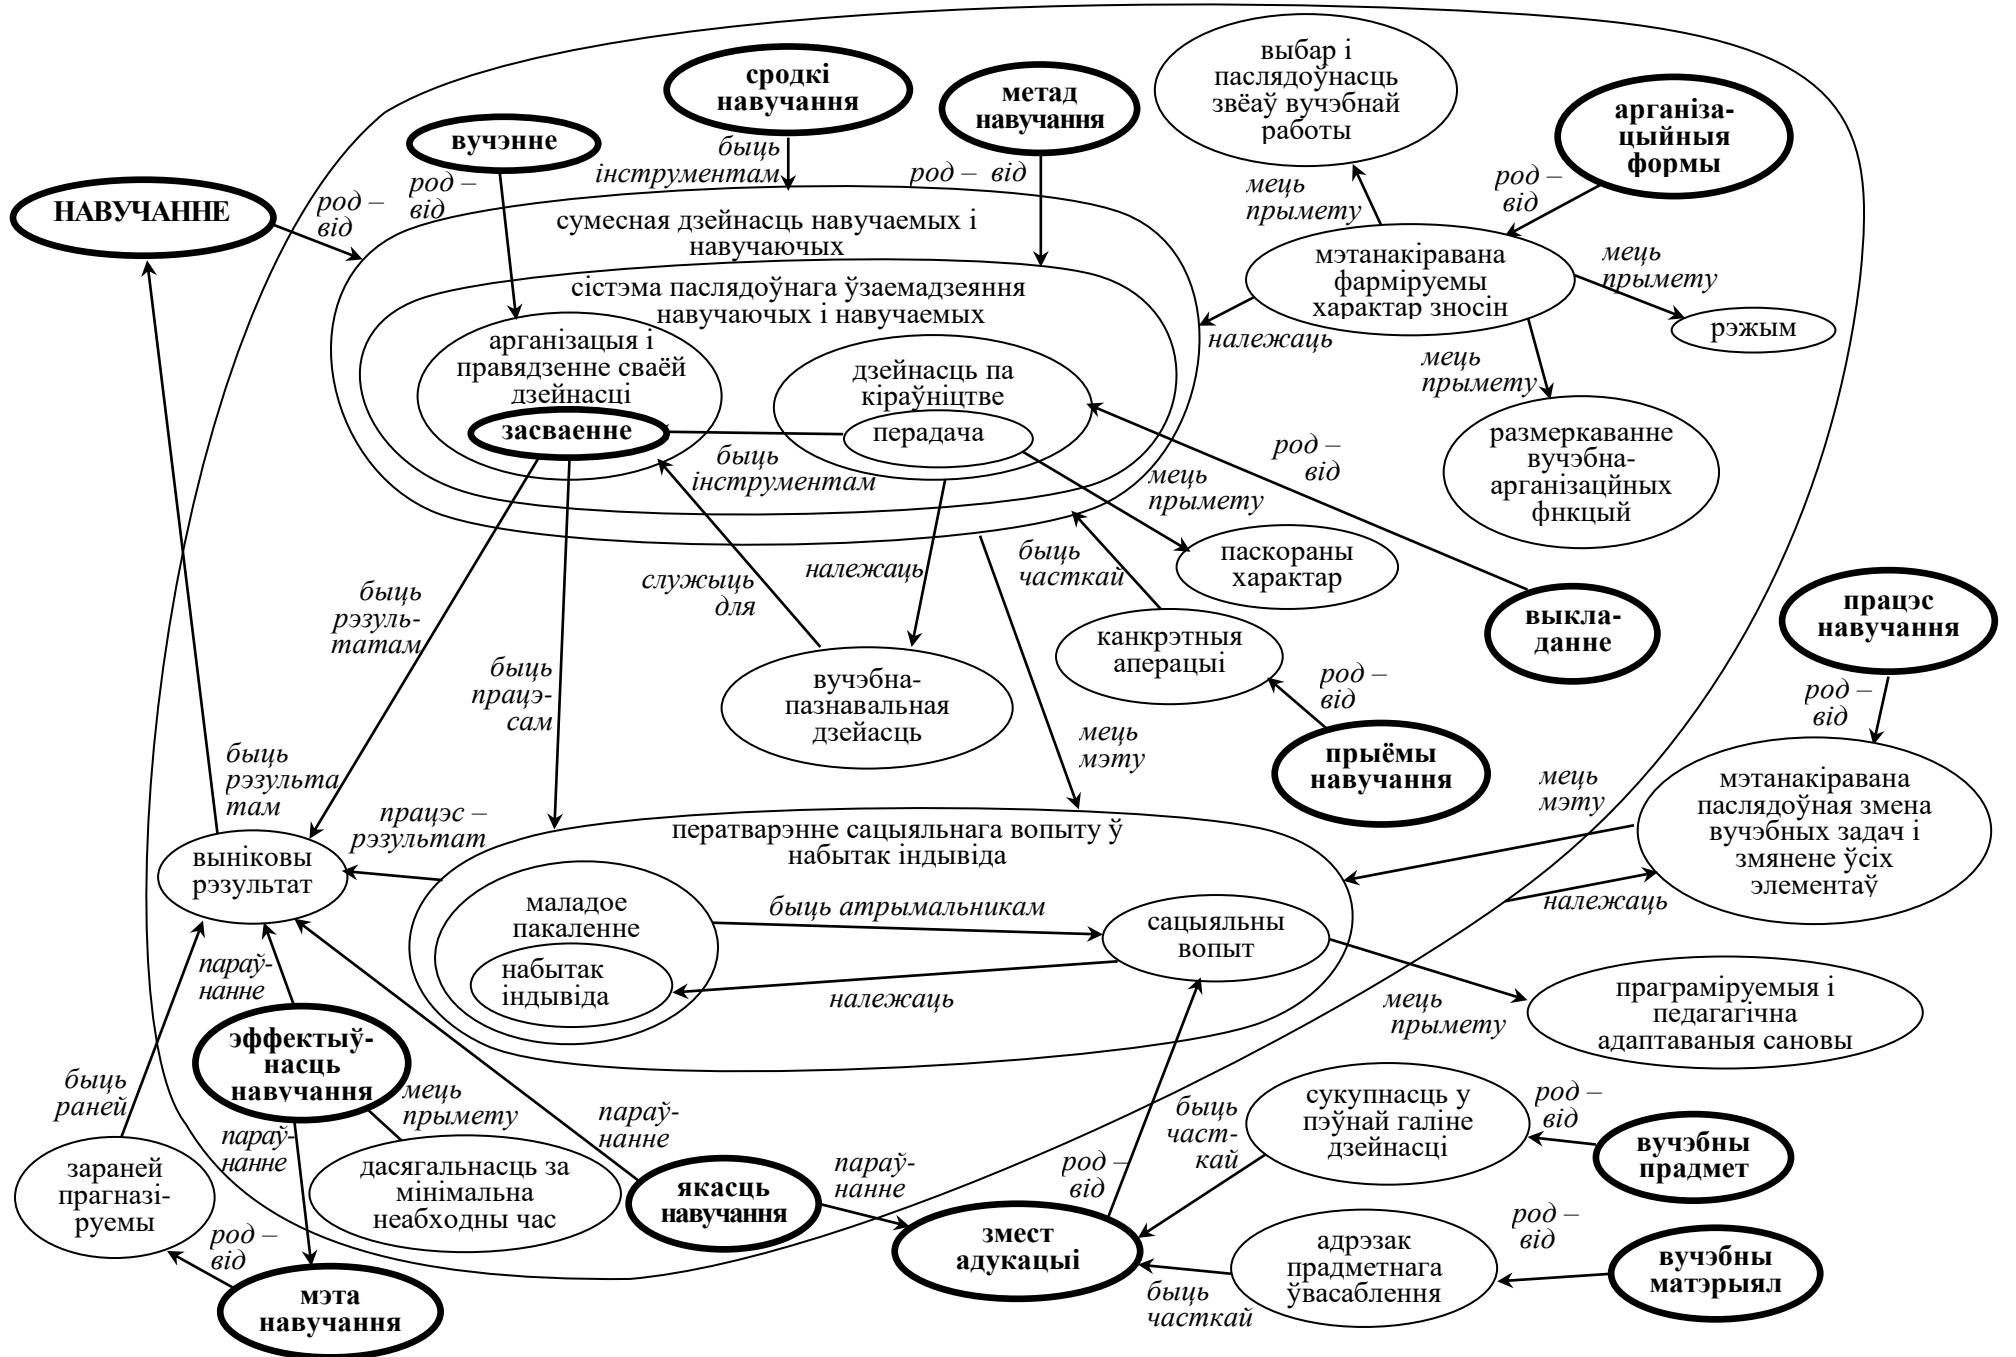 сродкі
навучання
метад
навучання
выбар і
паслядоўнасць
звёаў вучэбнай
работы
арганіза-
цыйныя
формы
вучэнне
быць
інструментам
род – від
мець
прымету
род –
від
НАВУЧАННЕ
род –
від
род –
від
сумесная дзейнасць навучаемых і
навучаючых
мэтанакіравана
фарміруемы
характар зносін
мець
прымету
сістэма паслядоўнага ўзаемадзеяння
навучаючых і навучаемых
належаць
рэжым
арганізацыя і
правядзенне сваёй
дзейнасці
дзейнасць па
кіраўніцтве
мець
прымету
засваенне
перадача
размеркаванне
вучэбна-
арганізацйных
фнкцый
быць
інструментам
мець
прымету
род –
від
паскораны
характар
быць
часткай
належаць
служыць
для
быць
рэзуль-
татам
выкла-
данне
працэс
навучання
канкрэтныя
аперацыі
быць
працэ-
сам
вучэбна-
пазнавальная
дзейасць
род –
від
род –
від
мець
мэту
прыёмы
навучання
быць
рэзульта
там
мець
мэту
мэтанакіравана
паслядоўная змена
вучэбных задач і
змянене ўсіх
элементаў
працэс –
рэзультат
ператварэнне сацыяльнага вопыту ў
набытак індывіда
выніковы
рэзультат
маладое
пакаленне
быць атрымальнікам
сацыяльны
вопыт
належаць
набытак
індывіда
належаць
параў-
нанне
мець
прымету
праграміруемыя і
педагагічна
адаптаваныя сановы
эффектыў-
насць
навучання
быць
раней
мець
прымету
параў-
нанне
быць
част-
кай
сукупнасць у
пэўнай галіне
дзейнасці
род –
від
параў-
нанне
вучэбны
прадмет
зараней
прагназі-
руемы
дасягальнасць за
мінімальна
неабходны час
якасць
навучання
параў-
нанне
род –
від
змест
адукацыі
адрэзак
прадметнага
ўвасаблення
род –
від
вучэбны
матэрыял
род –
від
быць
часткай
мэта
навучання